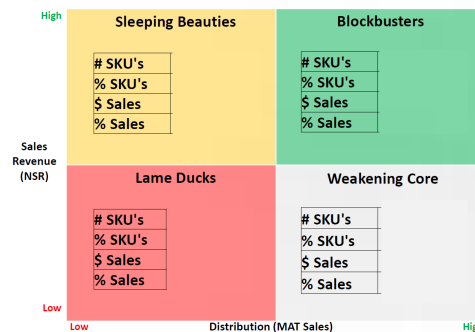 High
Sleeping Beauties
Blockbusters
# SKU's
% SKU's
$ Sales
% Sales
# SKU's
% SKU's
$ Sales
% Sales
Sales
Revenue
(NSR)
Lame Ducks
Weakening Core
# SKU's
% SKU's
$ Sales
% Sales
# SKU's
% SKU's
$ Sales
% Sales
Low
Low
Distribution (MAT Sales)